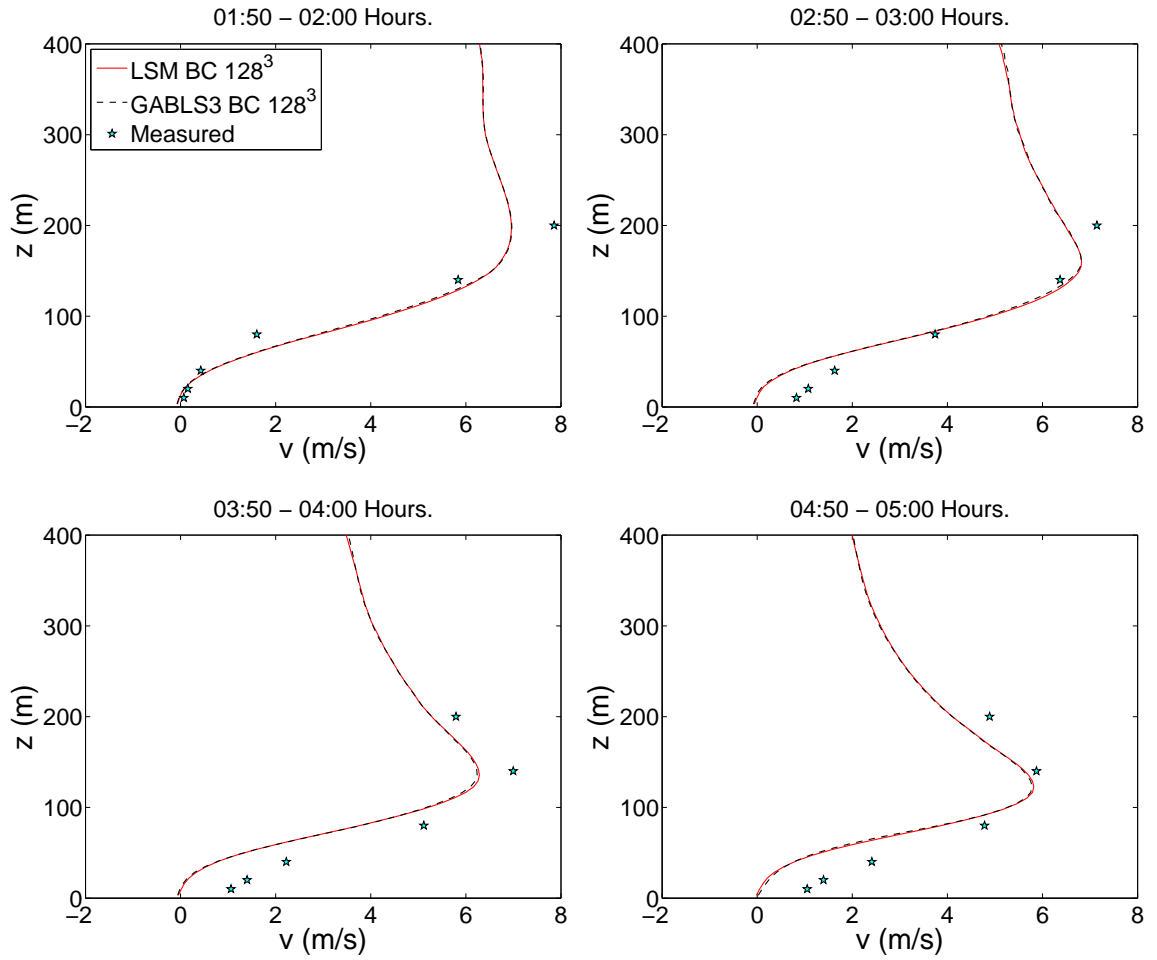 01:50 – 02:00 Hours.
400
300
200
100
0
z (m)
LSM BC 128³
GABLS3 BC 128³
Measured
−2 0 2 4 6 8
v (m/s)
02:50 – 03:00 Hours.
400
300
200
100
0
z (m)
−2 0 2 4 6 8
v (m/s)
03:50 – 04:00 Hours.
400
300
200
100
0
z (m)
−2 0 2 4 6 8
v (m/s)
04:50 – 05:00 Hours.
400
300
200
100
0
z (m)
−2 0 2 4 6 8
v (m/s)